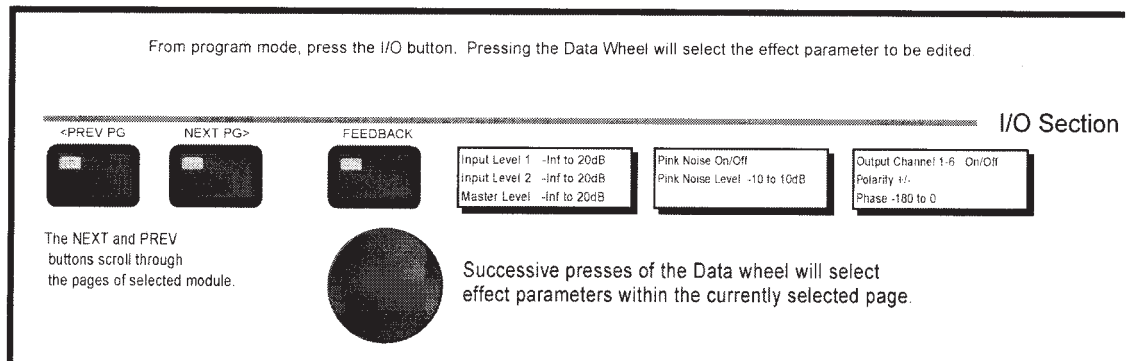 From program mode, press the I/O button. Pressing the Data Wheel will select the effect parameter to be edited.
I/O Section
<PREV PG
NEXT PG>
FEEDBACK
Input Level 1 -Inf to 20dB
Input Level 2 -Inf to 20dB
Master Level -Inf to 20dB
Pink Noise On/Off
Pink Noise Level -10 to 10dB
Output Channel 1-6 On/Off
Polarity +/-
Phase -180 to 0
The NEXT and PREV
buttons scroll through
the pages of selected module.
Successive presses of the Data wheel will select
effect parameters within the currently selected page.